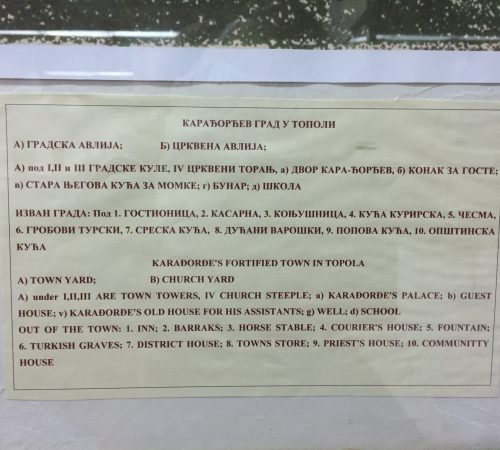 КАРАЂОРЂЕВ ГРАД У ТОПОЛИ
А) ГРАДСКА АВЛИЈА; Б) ЦРКВЕНА АВЛИЈА;
А) под I,II и III ГРАДСКЕ КУЛЕ, IV ЦРКВЕНИ ТОРАЊ, а) ДВОР КАРА-ЂОРЂЕВ, б) КОНАК ЗА ГОСТЕ;
в) СТАРА ЊЕГОВА КУЋА ЗА МОМКЕ; г) БУНАР; д) ШКОЛА
ИЗВАН ГРАДА: Под 1. ГОСТИОНИЦА, 2. КАСАРНА, 3. КОЊУШНИЦА, 4. КУЋА КУРИРСКА, 5. ЧЕСМА,
6. ГРОБОВИ ТУРСКИ, 7. СРЕСКА КУЋА, 8. ДУЋАНИ ВАРОШКИ, 9. ПОПОВА КУЋА, 10. ОПШТИНСКА
КУЋА
KARAĐORĐE'S FORTIFIED TOWN IN TOPOLA
A) TOWN YARD; B) CHURCH YARD
A) under I,II,III ARE TOWN TOWERS, IV CHURCH STEEPLE; a) KARAĐORĐE'S PALACE; b) GUEST
HOUSE; v) KARAĐORĐE'S OLD HOUSE FOR HIS ASSISTANTS; g) WELL; d) SCHOOL
OUT OF THE TOWN: 1. INN; 2. BARRAKS; 3. HORSE STABLE; 4. COURIER'S HOUSE; 5. FOUNTAIN;
6. TURKISH GRAVES; 7. DISTRICT HOUSE; 8. TOWNS STORE; 9. PRIEST'S HOUSE; 10. COMMUNITTY
HOUSE